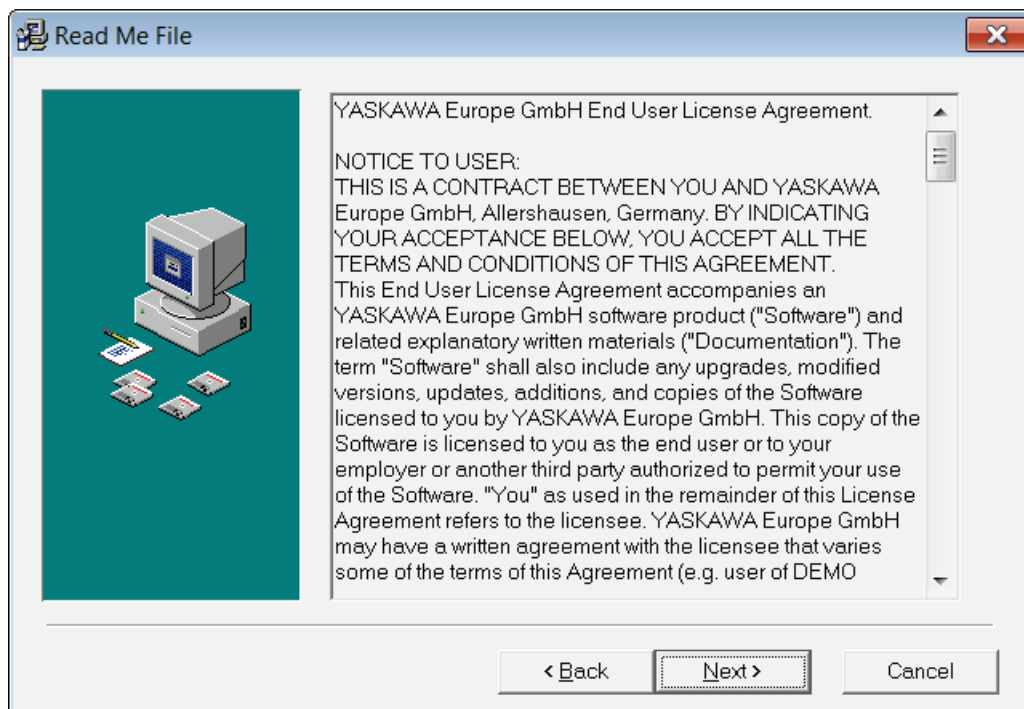 Read Me File
YASKAWA Europe GmbH End User License Agreement.
NOTICE TO USER:
THIS IS A CONTRACT BETWEEN YOU AND YASKAWA
Europe GmbH, Allershausen, Germany. BY INDICATING
YOUR ACCEPTANCE BELOW, YOU ACCEPT ALL THE
TERMS AND CONDITIONS OF THIS AGREEMENT.
This End User License Agreement accompanies an
YASKAWA Europe GmbH software product ("Software") and
related explanatory written materials ("Documentation"). The
term "Software" shall also include any upgrades, modified
versions, updates, additions, and copies of the Software
licensed to you by YASKAWA Europe GmbH. This copy of the
Software is licensed to you as the end user or to your
employer or another third party authorized to permit your use
of the Software. "You" as used in the remainder of this License
Agreement refers to the licensee. YASKAWA Europe GmbH
may have a written agreement with the licensee that varies
some of the terms of this Agreement (e.g. user of DEMO
< Back
Next >
Cancel